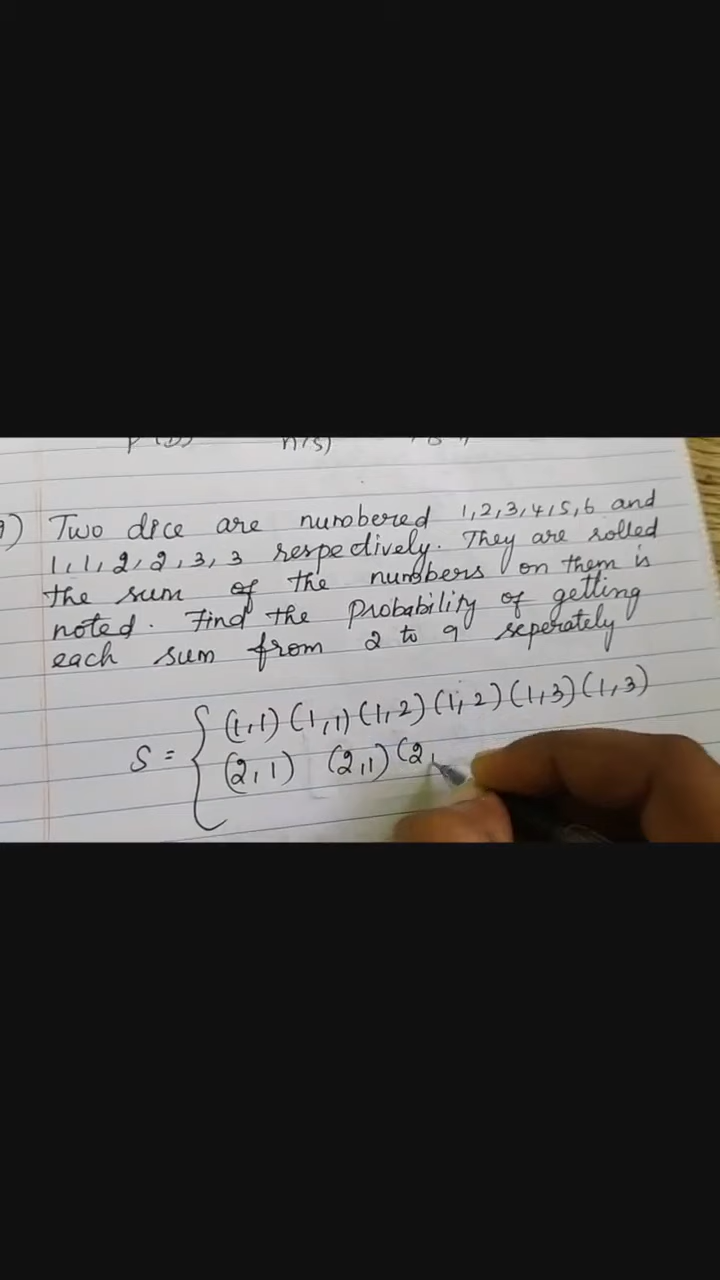 n(s)
Two dice are numbered 1,2,3,4,5,6 and
1,1,2,2,3,3 respectively. They are rolled
the sum of the numbers on them is
noted. Find the probability of getting
each sum from 2 to 9 seperately
S = { (1,1) (1,1) (1,2) (1,2) (1,3) (1,3)
(2,1) (2,1) (2,